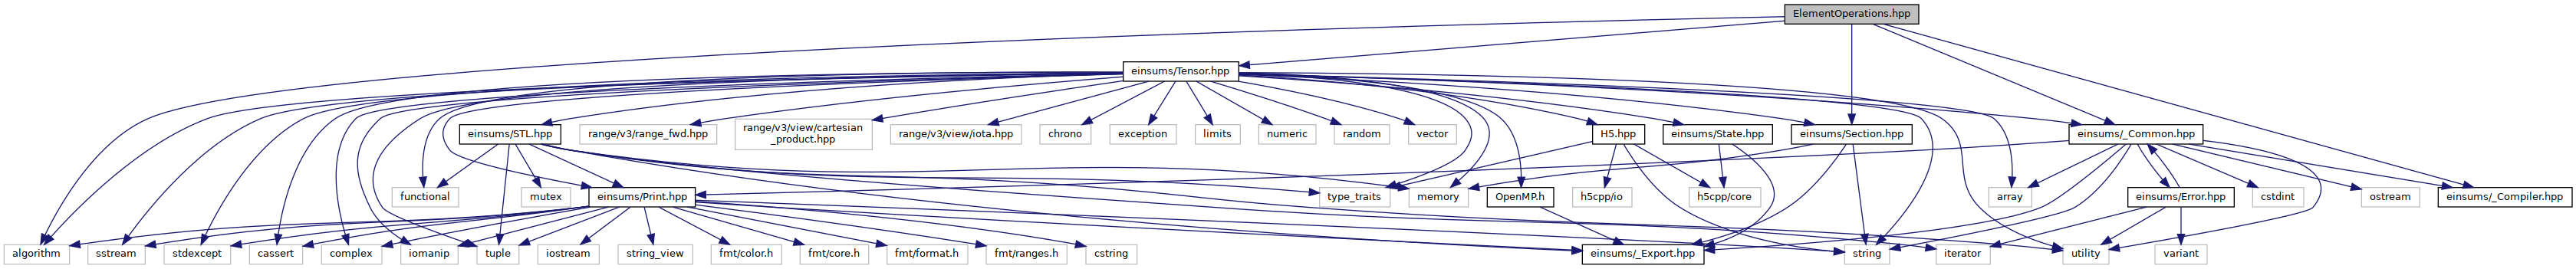 ElementOperations.hpp
einsums/Tensor.hpp
einsums/STL.hpp
range/v3/range_fwd.hpp
range/v3/view/cartesian
_product.hpp
range/v3/view/iota.hpp
chrono
exception
limits
numeric
random
vector
H5.hpp
einsums/State.hpp
einsums/Section.hpp
einsums/_Common.hpp
functional
mutex
einsums/Print.hpp
type_traits
memory
OpenMP.h
h5cpp/io
h5cpp/core
array
einsums/Error.hpp
cstdint
ostream
einsums/_Compiler.hpp
algorithm
sstream
stdexcept
cassert
complex
iomanip
tuple
iostream
string_view
fmt/color.h
fmt/core.h
fmt/format.h
fmt/ranges.h
cstring
einsums/_Export.hpp
string
iterator
utility
variant